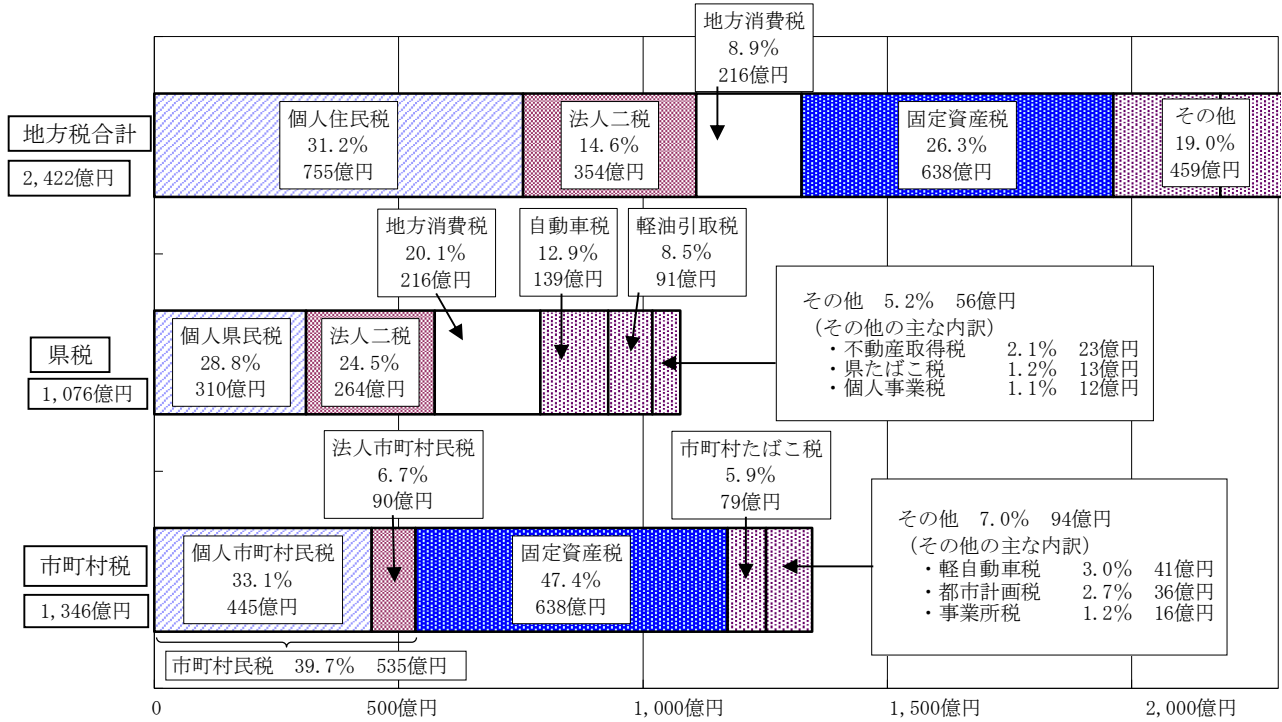 地方消費税
8.9%
216億円
地方税合計
2,422億円
個人住民税
31.2%
755億円
法人二税
14.6%
354億円
固定資産税
26.3%
638億円
その他
19.0%
459億円
地方消費税
20.1%
216億円
自動車税
12.9%
139億円
軽油引取税
8.5%
91億円
県税
1,076億円
個人県民税
28.8%
310億円
法人二税
24.5%
264億円
その他 5.2% 56億円
(その他の主な内訳)
・不動産取得税 2.1% 23億円
・県たばこ税 1.2% 13億円
・個人事業税 1.1% 12億円
法人市町村民税
6.7%
90億円
市町村たばこ税
5.9%
79億円
市町村税
1,346億円
個人市町村民税
33.1%
445億円
固定資産税
47.4%
638億円
その他 7.0% 94億円
(その他の主な内訳)
・軽自動車税 3.0% 41億円
・都市計画税 2.7% 36億円
・事業所税 1.2% 16億円
市町村民税 39.7% 535億円
0 500億円 1,000億円 1,500億円 2,000億円